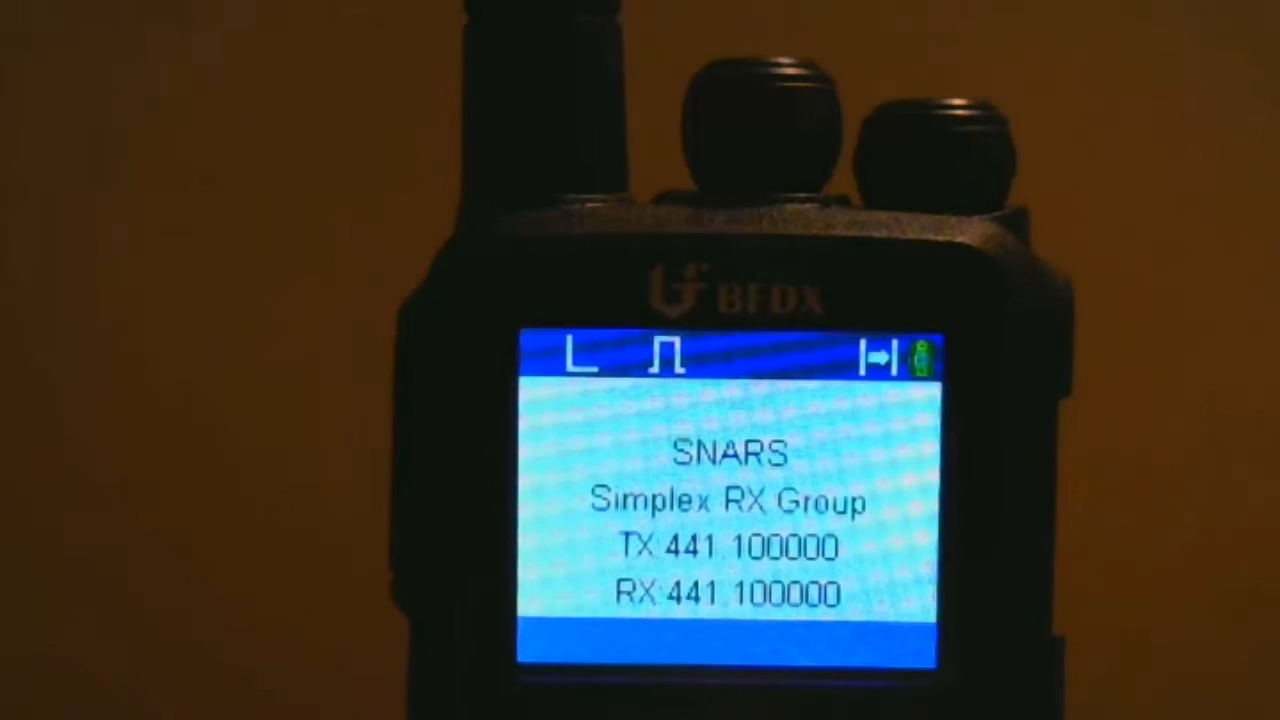 BFDX
L
SNARS
Simplex RX Group
TX:441.100000
RX:441.100000